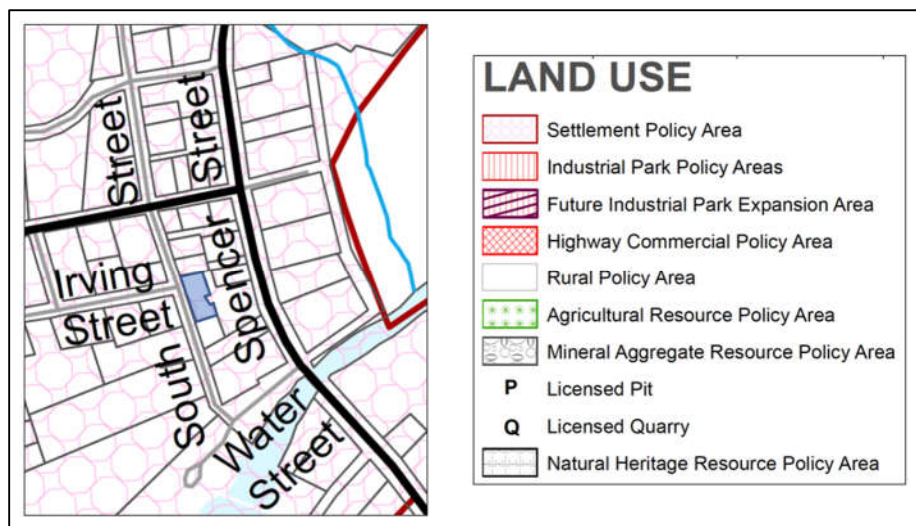 Street
Street
Irving
Street
South
Spencer
Water
Street
LAND USE
Settlement Policy Area
Industrial Park Policy Areas
Future Industrial Park Expansion Area
Highway Commercial Policy Area
Rural Policy Area
Agricultural Resource Policy Area
Mineral Aggregate Resource Policy Area
P Licensed Pit
Q Licensed Quarry
Natural Heritage Resource Policy Area